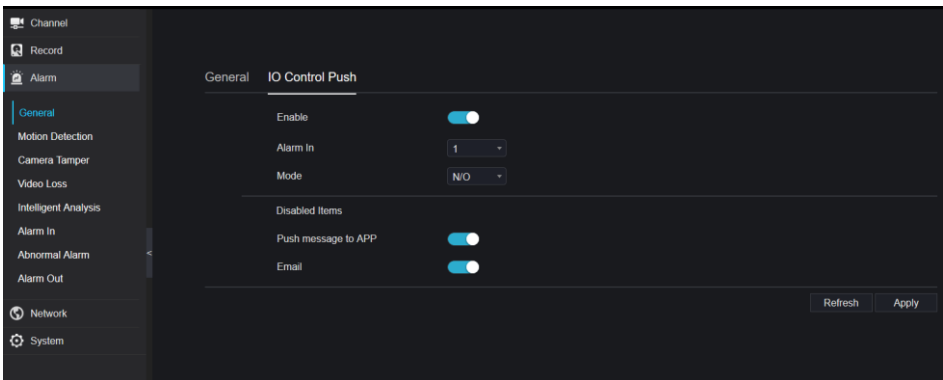 Channel
Record
Alarm
General
Motion Detection
Camera Tamper
Video Loss
Intelligent Analysis
Alarm In
Abnormal Alarm
Alarm Out
Network
System
<
General IO Control Push
Enable
Alarm In 1
Mode N/O
Disabled Items
Push message to APP
Email
Refresh Apply